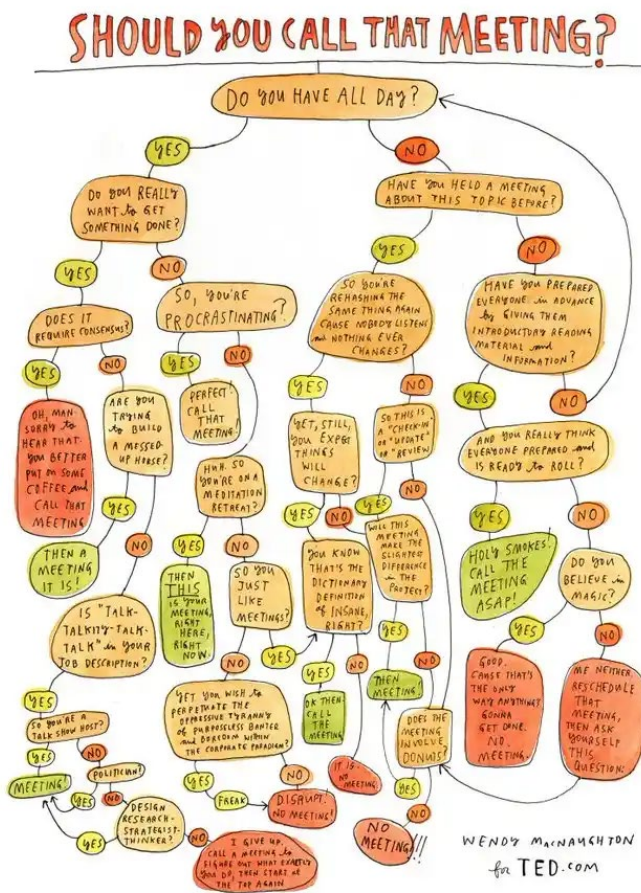 SHOULD YOU CALL THAT MEETING?
DO YOU HAVE ALL DAY?
YES
NO
DO YOU REALLY
WANT to GET
SOMETHING DONE?
HAVE YOU HELD A MEETING
ABOUT THIS TOPIC BEFORE?
YES
NO
YES
NO
DOES IT
REQUIRE CONSENSUS?
SO, YOU'RE
PROCRASTINATING?
SO YOU'RE
REHASHING THE
SAME THING AGAIN
CAUSE NOBODY LISTENS
and NOTHING EVER
CHANGES?
HAVE YOU PREPARED
EVERYONE in ADVANCE
by GIVING THEM
INTRODUCTORY READING
MATERIAL and
INFORMATION?
YES
NO
YES
NO
YES
NO
YES
NO
OH, MAN.
SORRY to
HEAR THAT.
YOU BETTER
PUT ON SOME
COFFEE and
CALL THAT
MEETING
ARE YOU
TRYING
to BUILD
A MESSED-
UP HORSE?
PERFECT!
CALL
THAT
MEETING!
YET, STILL,
YOU EXPECT
THINGS
WILL
CHANGE?
SO THIS IS
A "CHECK-IN"
or "UPDATE"
or "REVIEW
AND YOU REALLY THINK
EVERYONE PREPARED and
IS READY to ROLL?
YES
NO
HUH. SO
YOU'RE ON A
MEDITATION
RETREAT?
YES
NO
YES
NO
YES
NO
THEN A
MEETING
IT IS!
YES
NO
YOU KNOW
THAT'S THE
DICTIONARY
DEFINITION
OF INSANE,
RIGHT?
WILL THIS
MEETING
MAKE THE
SLIGHTEST
DIFFERENCE
in THE
PROJECT?
HOLY SMOKES!
CALL THE
MEETING
ASAP!
DO YOU
BELIEVE in
MAGIC?
IS "TALK-
TALKITY-TALK-
TALK" in YOUR
JOB DESCRIPTION?
THEN
THIS
IS YOUR
MEETING,
RIGHT
HERE,
RIGHT
NOW.
SO YOU
JUST
LIKE
MEETINGS?
YES
NO
YES
NO
YES
NO
YES
NO
YES
SO YOU'RE A
TALK SHOW HOST?
YET YOU WISH to
PERPETUATE THE
OPPRESSIVE TYRANNY
OF PURPOSELESS BANTER
and BOREDOM WITHIN
THE CORPORATE PARADIGM?
OK THEN
CALL
THE
MEETING
THEN
MEETING!
DOES THE
MEETING
INVOLVE
DONUTS?
GOOD.
CAUSE THAT'S
THE ONLY
WAY ANYTHING'S
GONNA
GET DONE.
NO.
MEETING.
ME NEITHER.
RESCHEDULE
THAT
MEETING,
THEN ASK
YOURSELF
THIS
QUESTION:
YES
NO
MEETING!
POLITICIAN?
YES
NO
YES
FREAK
NO
DISRUPT.
NO MEETING!
IT IS.
NO
MEETING.
YES
NO
DESIGN
RESEARCH-
STRATEGIST-
THINKER?
YES
NO
I GIVE UP.
CALL A MEETING to
FIGURE OUT WHAT EXACTLY
YOU DO, THEN START AT
THE TOP AGAIN
NO
MEETING!!!
WENDY MACNAUGHTON
for TED.COM